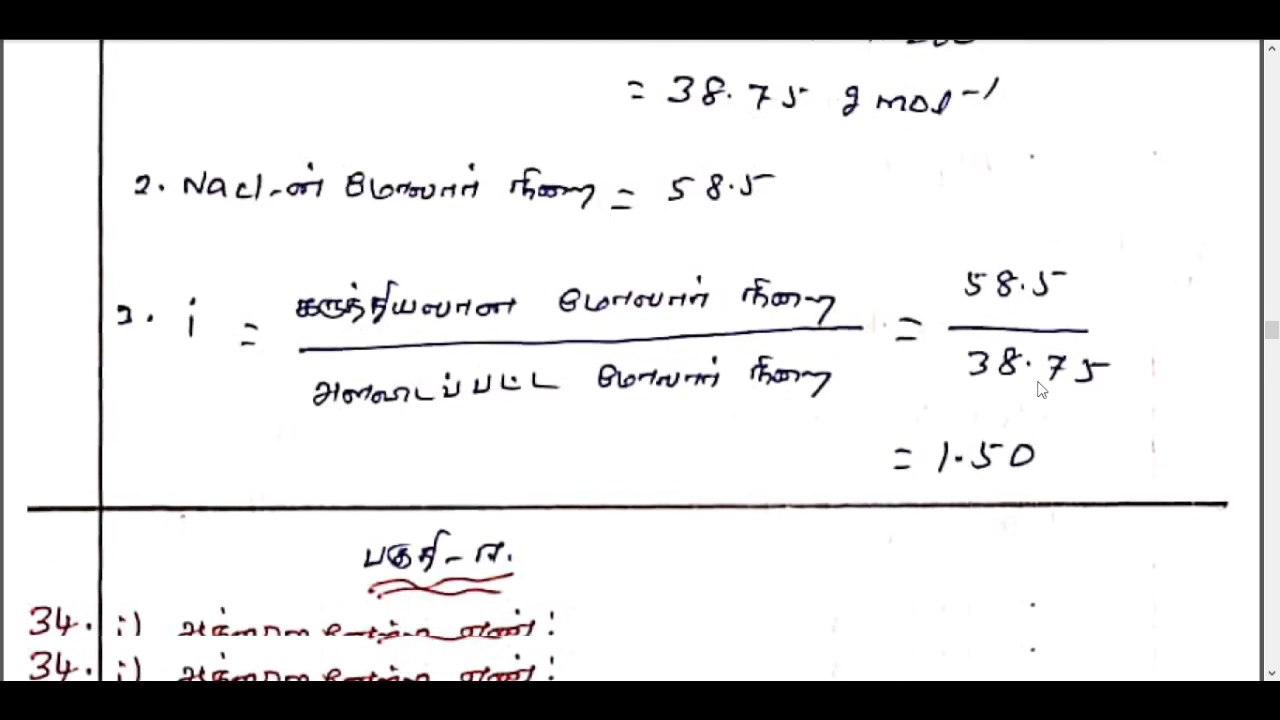 = 38.75 g mol⁻¹
2. Nacl-ன் மோலார் நிறை = 58.5
3. i = கருத்தியலான மோலார் நிறை / அளவிடப்பட்ட மோலார் நிறை = 58.5 / 38.75
= 1.50
பகுதி - ஈ.
34. i)
34. i)